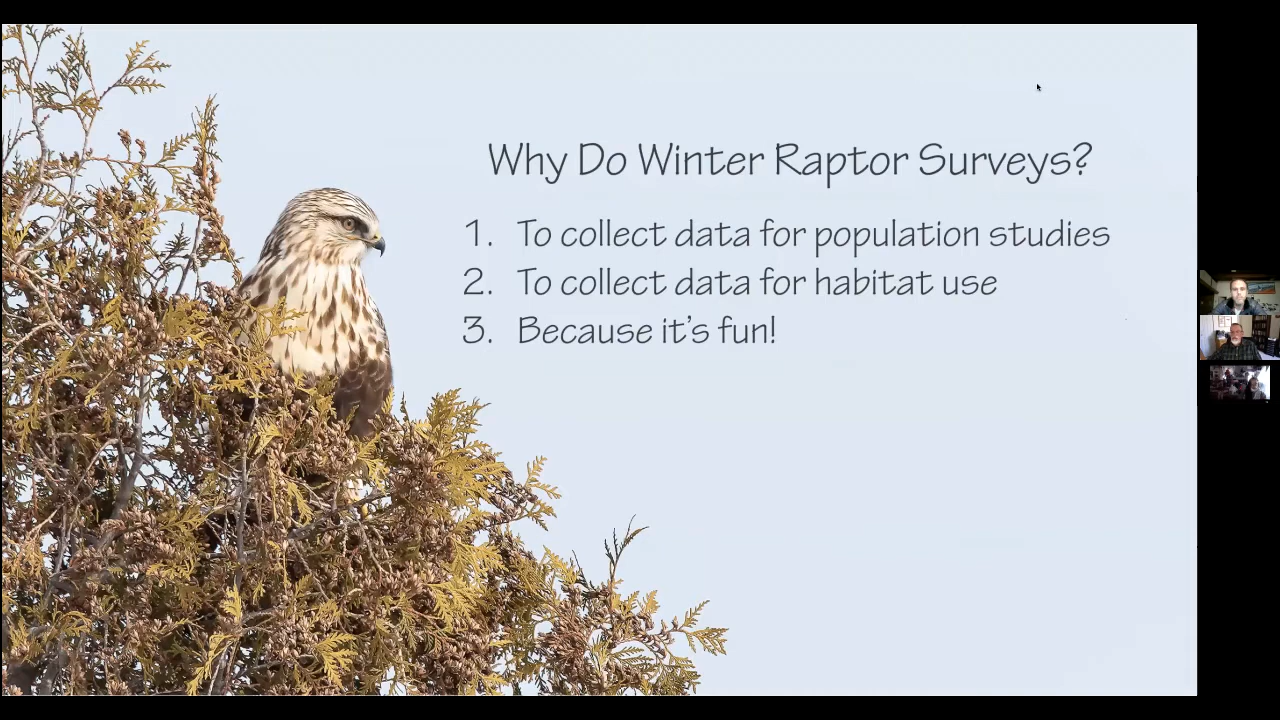 Why Do Winter Raptor Surveys?
1. To collect data for population studies
2. To collect data for habitat use
3. Because it's fun!